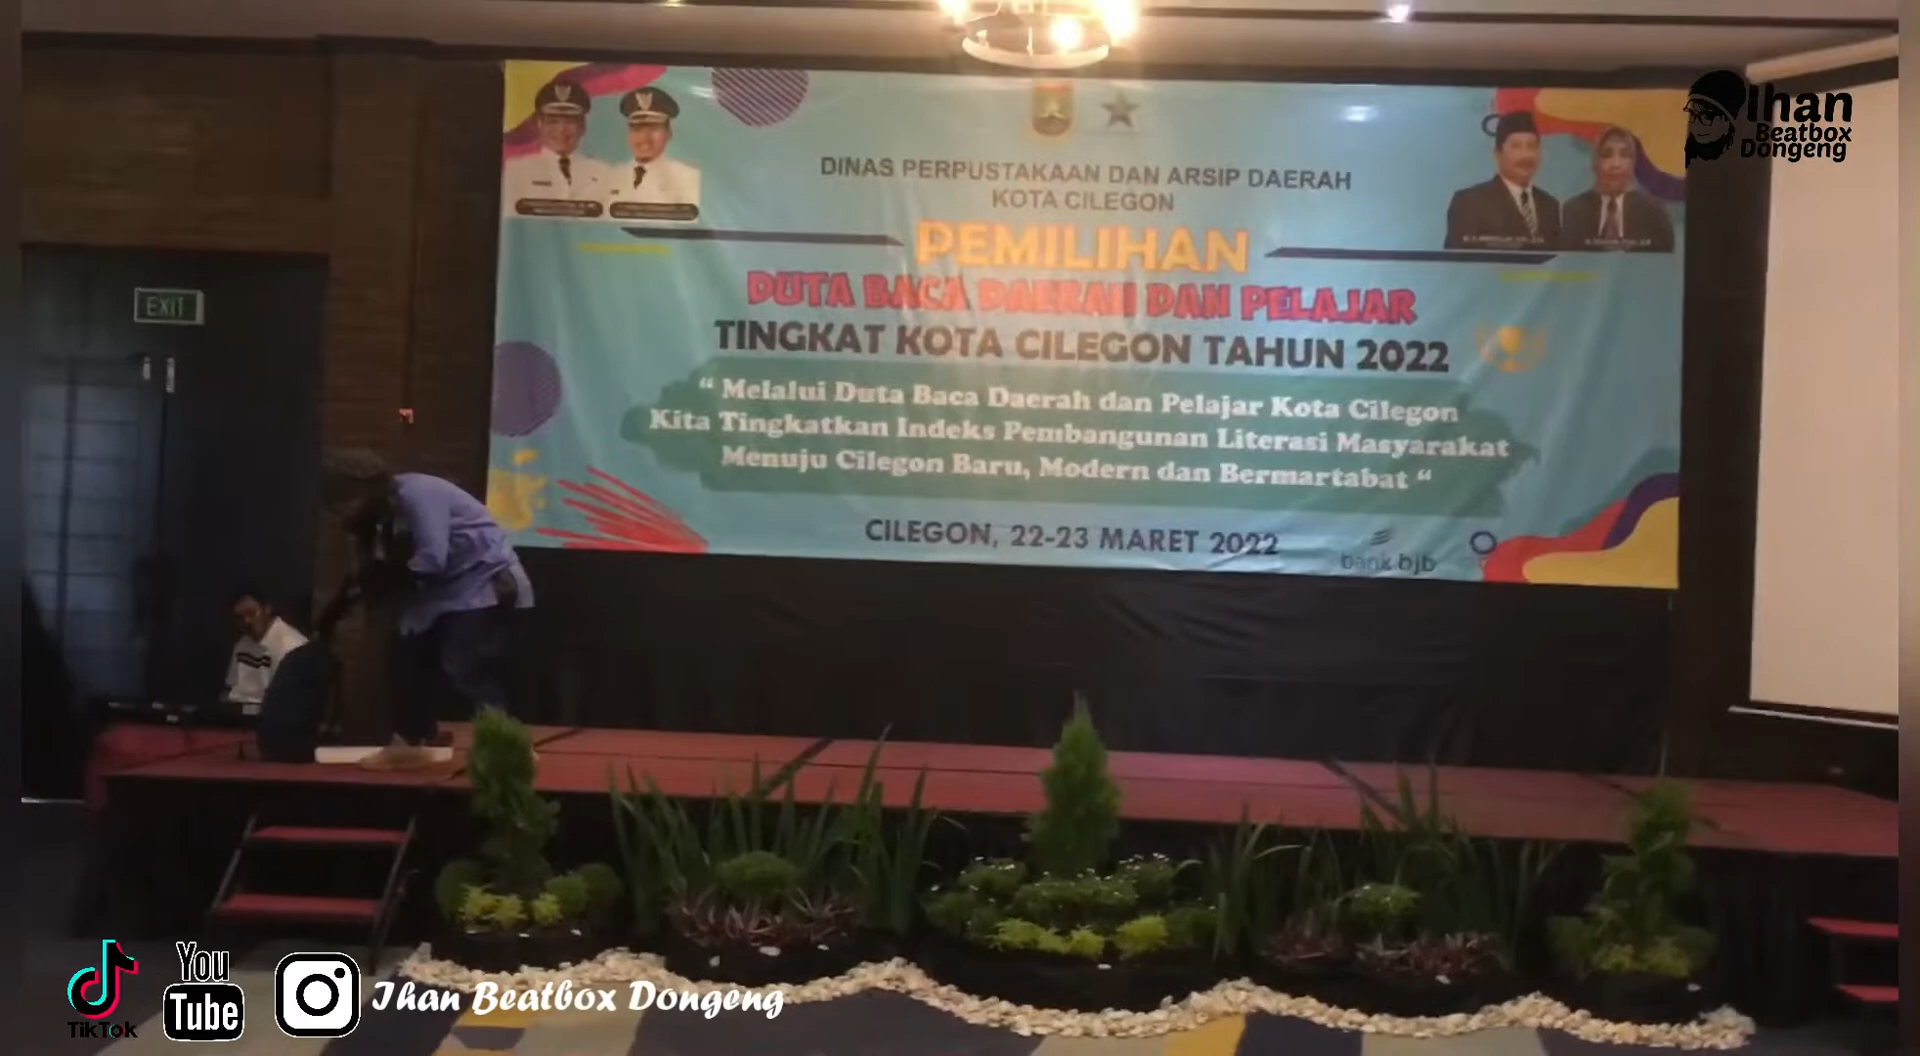 Ihan
Beatbox
Dongeng
DINAS PERPUSTAKAAN DAN ARSIP DAERAH
KOTA CILEGON
PEMILIHAN
DUTA BACA DAERAH DAN PELAJAR
TINGKAT KOTA CILEGON TAHUN 2022
“ Melalui Duta Baca Daerah dan Pelajar Kota Cilegon
Kita Tingkatkan Indeks Pembangunan Literasi Masyarakat
Menuju Cilegon Baru, Modern dan Bermartabat “
CILEGON, 22-23 MARET 2022
bank bjb
EXIT
TikTok
You
Tube
Ihan Beatbox Dongeng